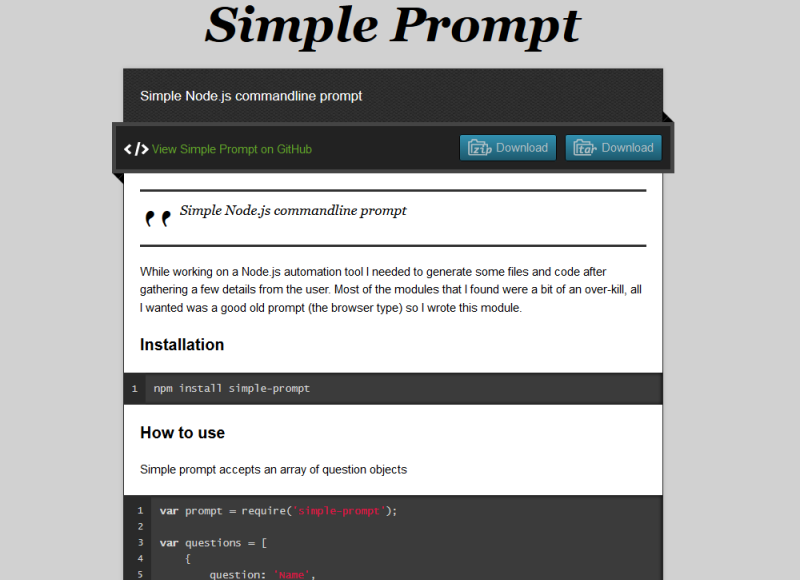 Simple Prompt
Simple Node.js commandline prompt
</> View Simple Prompt on GitHub
zip Download
tar Download
Simple Node.js commandline prompt
While working on a Node.js automation tool I needed to generate some files and code after
gathering a few details from the user. Most of the modules that I found were a bit of an over-kill, all
I wanted was a good old prompt (the browser type) so I wrote this module.
Installation
1 npm install simple-prompt
How to use
Simple prompt accepts an array of question objects
1 var prompt = require('simple-prompt');
2
3 var questions = [
4 {
5 question: 'Name',